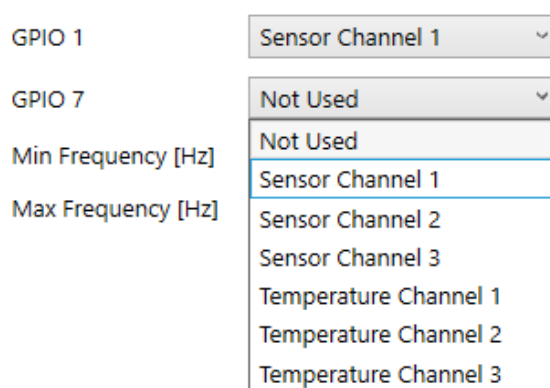 GPIO 1 Sensor Channel 1
GPIO 7 Not Used
Not Used
Min Frequency [Hz]
Sensor Channel 1
Max Frequency [Hz]
Sensor Channel 2
Sensor Channel 3
Temperature Channel 1
Temperature Channel 2
Temperature Channel 3